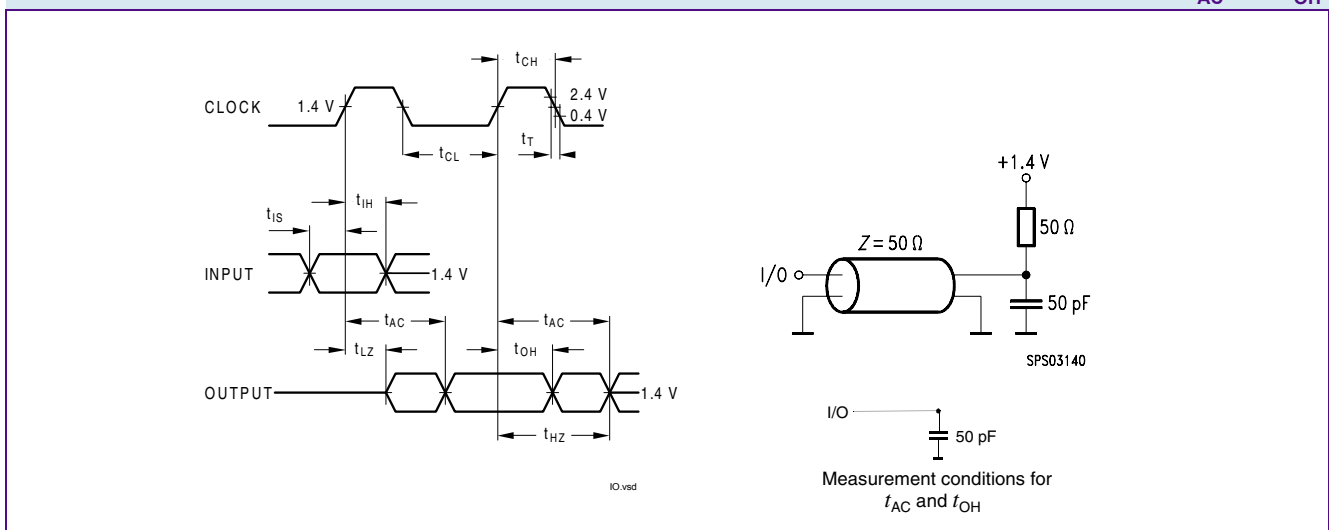 AC OH
tCH
CLOCK 1.4 V 2.4 V
0.4 V
tT
tCL
+1.4 V
tIH
tIS
50 Ω
Z = 50 Ω
INPUT 1.4 V I/O
50 pF
tAC tAC
tLZ tOH
SPS03140
OUTPUT 1.4 V
I/O
tHZ 50 pF
Measurement conditions for
IO.vsd
tAC and tOH